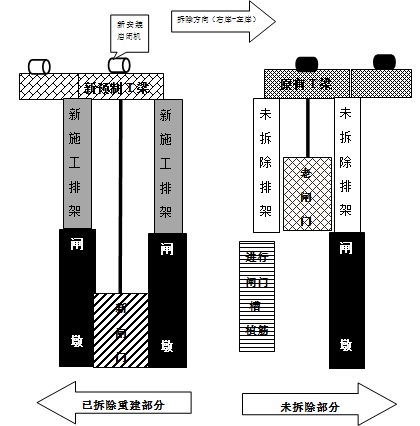 新安装
启闭机
拆除方向（右岸-左岸）
新预制T梁
原有T梁
新施工排架
新施工排架
未拆除排架
未拆除排架
老闸门
闸墩
闸墩
新闸门
进行
闸门
槽
植筋
闸墩
已拆除重建部分
未拆除部分